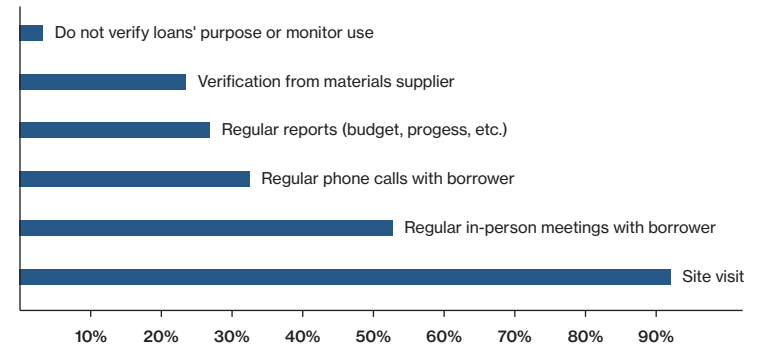 Do not verify loans' purpose or monitor use
Verification from materials supplier
Regular reports (budget, progess, etc.)
Regular phone calls with borrower
Regular in-person meetings with borrower
Site visit
10% 20% 30% 40% 50% 60% 70% 80% 90%